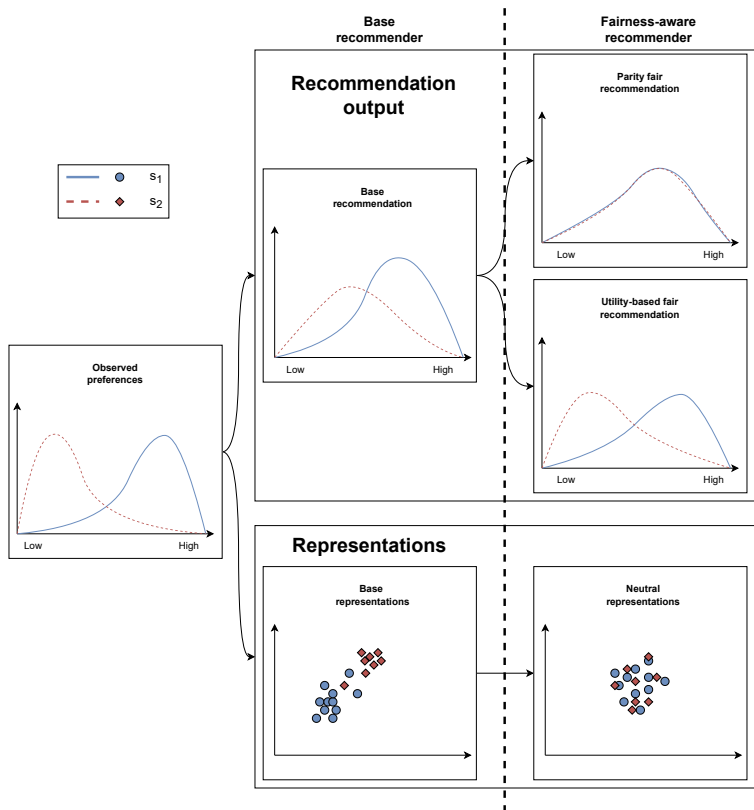 Base
recommender
Fairness-aware
recommender
Recommendation
output
Parity fair
recommendation
Low
High
s1
s2
Base
recommendation
Low
High
Utility-based fair
recommendation
Low
High
Observed
preferences
Low
High
Representations
Base
representations
Neutral
representations